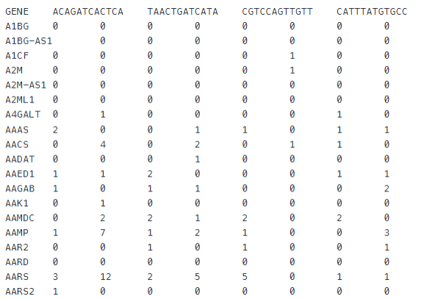 GENE ACAGATCACTCA TAACTGATCATA CGTCCAGTTGTT CATTTATGTGCC
A1BG 0 0 0 0 0 0 0 0
A1BG-AS1 0 0 0 0 0 0 0
A1CF 0 0 0 0 0 1 0 0
A2M 0 0 0 0 0 1 0 0
A2M-AS1 0 0 0 0 0 0 0 0
A2ML1 0 0 0 0 0 0 0 0
A4GALT 0 1 0 0 0 0 1 0
AAAS 2 0 0 1 1 0 1 1
AACS 0 4 0 2 0 1 1 0
AADAT 0 0 0 1 0 0 0 0
AAED1 1 1 2 0 0 0 1 1
AAGAB 1 0 1 1 0 0 0 2
AAK1 0 1 0 0 0 0 0 0
AAMDC 0 2 2 1 2 0 2 0
AAMP 1 7 1 2 1 0 0 3
AAR2 0 0 1 0 1 0 0 1
AARD 0 0 0 0 0 0 0 0
AARS 3 12 2 5 5 0 1 1
AARS2 1 0 0 0 0 0 0 0